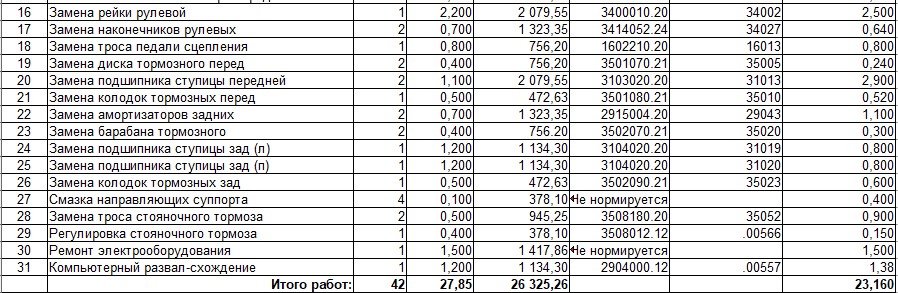 16 Замена рейки рулевой 1 2,200 2 079,55 3400010.20 34002 2,500
17 Замена наконечников рулевых 2 0,700 1 323,35 3414052.24 34027 0,640
18 Замена троса педали сцепления 1 0,800 756,20 1602210.20 16013 0,800
19 Замена диска тормозного перед 2 0,400 756,20 3501070.21 35005 0,240
20 Замена подшипника ступицы передней 2 1,100 2 079,55 3103020.20 31013 2,900
21 Замена колодок тормозных перед 1 0,500 472,63 3501080.21 35010 0,520
22 Замена амортизаторов задних 2 0,700 1 323,35 2915004.20 29043 1,100
23 Замена барабана тормозного 2 0,400 756.20 3502070.21 35020 0,300
24 Замена подшипника ступицы зад (л) 1 1,200 1 134,30 3104020.20 31019 0,800
25 Замена подшипника ступицы зад (п) 1 1,200 1 134,30 3104020.20 31020 0,800
26 Замена колодок тормозных зад 1 0,500 472,63 3502090.21 35023 0,600
27 Смазка направляющих суппорта 4 0,100 378,10 Не нормируется 0,400
28 Замена троса стояночного тормоза 2 0,500 945,25 3508180.20 35052 0,900
29 Регулировка стояночного тормоза 1 0,400 378,10 3508012.12 .00566 0,150
30 Ремонт электрооборудования 1 1,500 1 417,86 Не нормируется 1,500
31 Компьютерный развал-схождение 1 1,200 1 134,30 2904000.12 .00557 1,38
Итого работ: 42 27,85 26 325,26 23,160